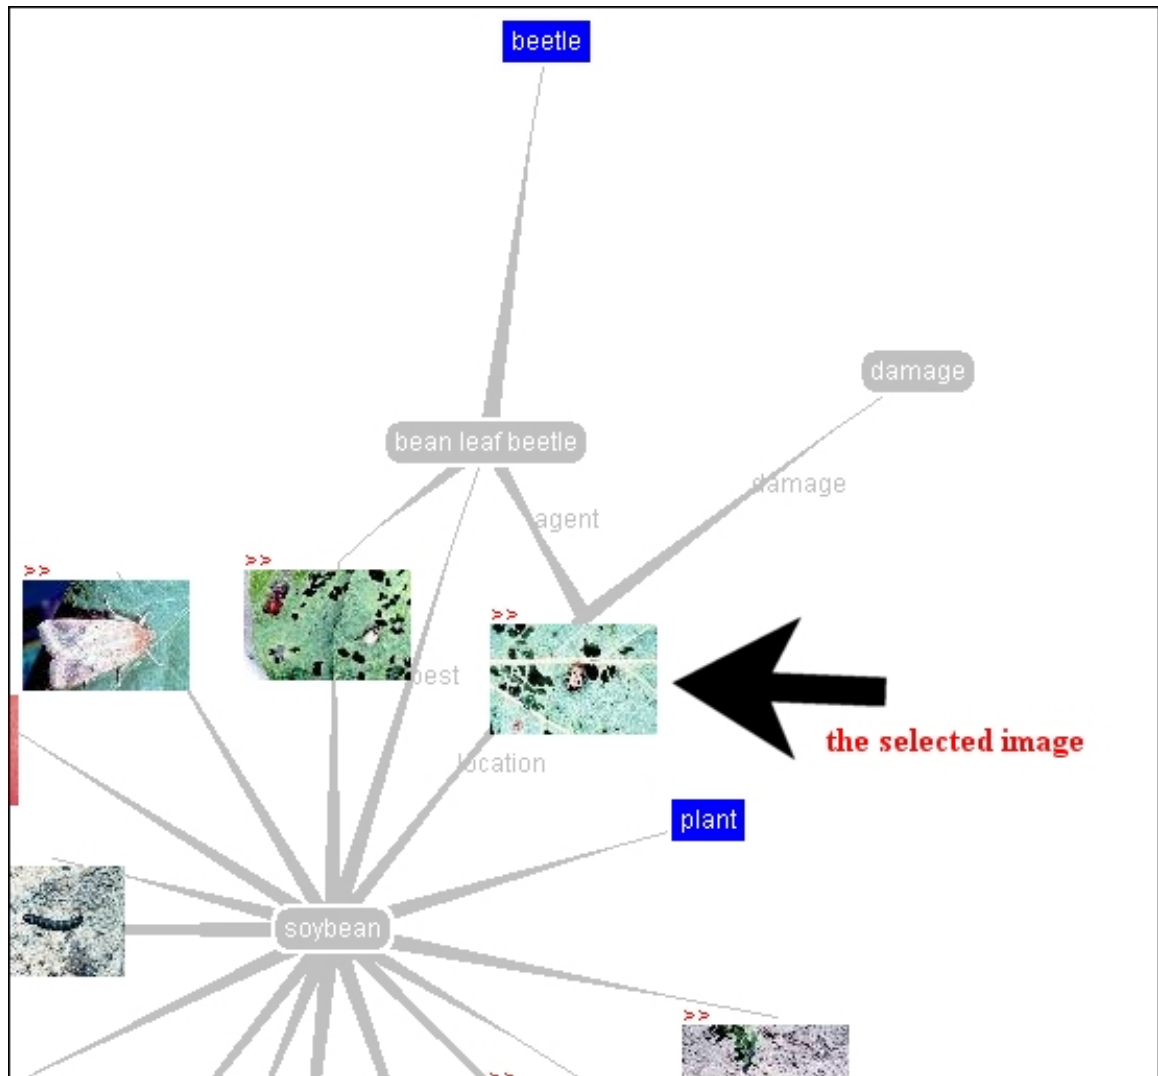 beetle
damage
bean leaf beetle
damage
agent
>>
>>
>>
pest
the selected image
location
plant
soybean
>>